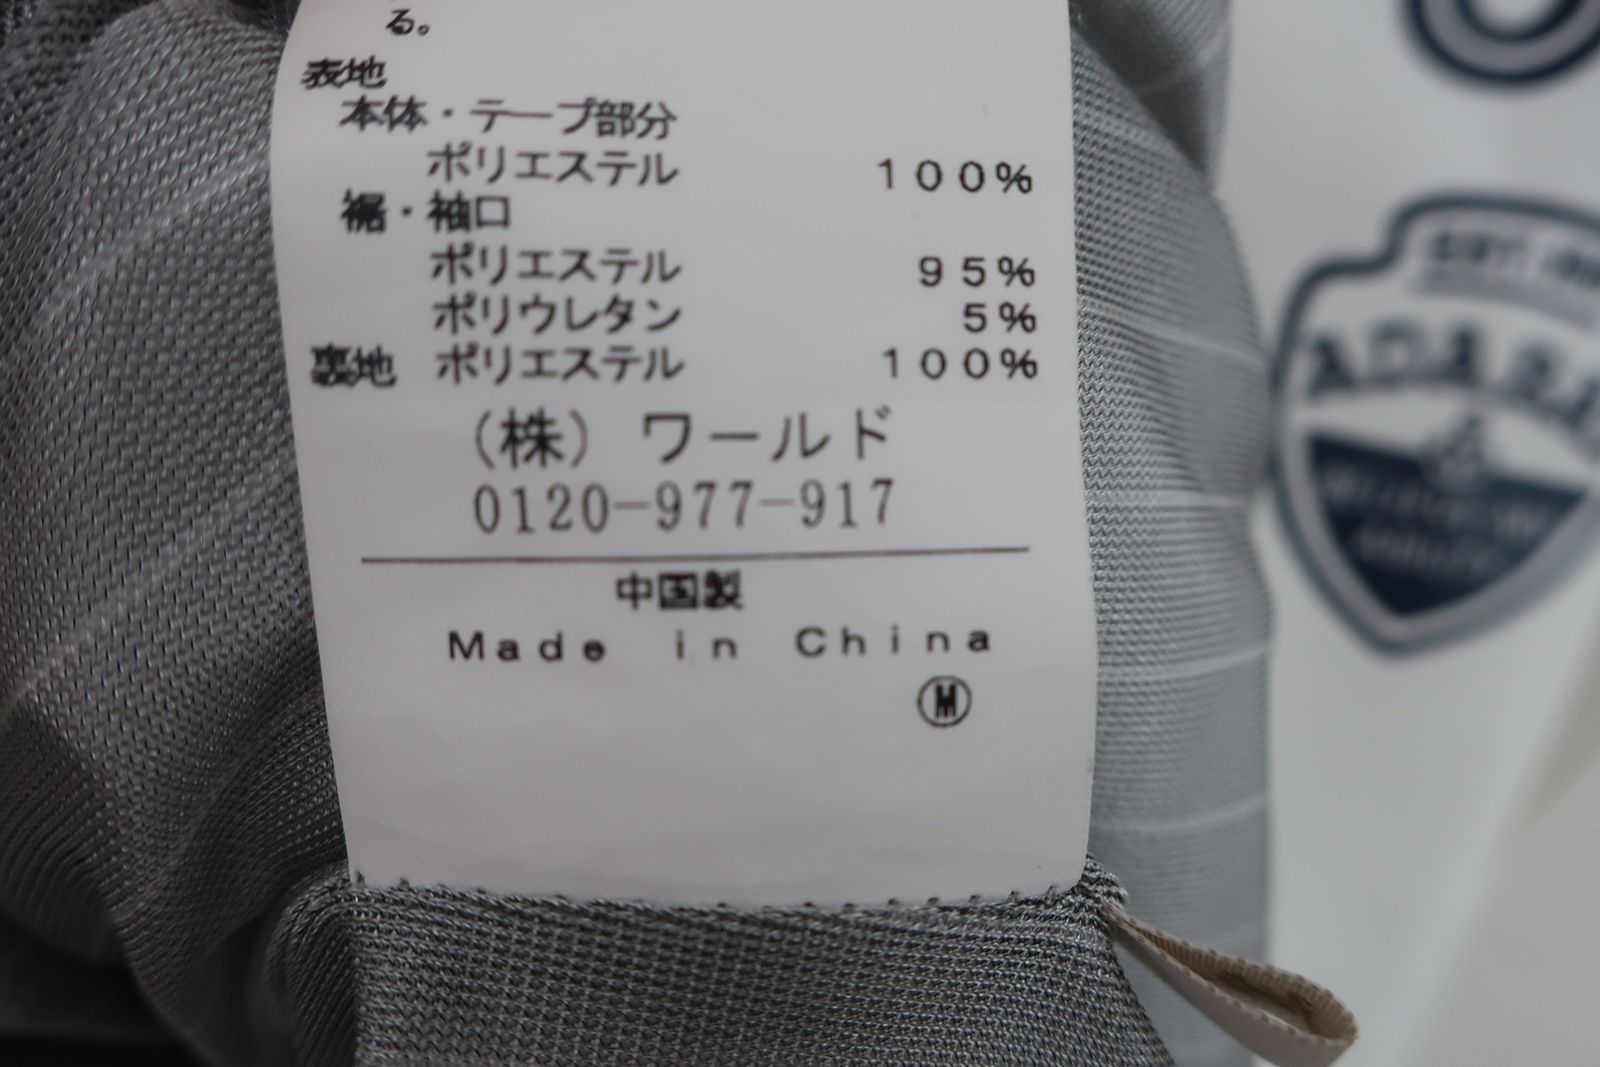 る。
表地
本体・テープ部分
ポリエステル 100%
裾・袖口
ポリエステル 95%
ポリウレタン 5%
裏地 ポリエステル 100%
(株) ワールド
0120-977-917
中国製
Made in China
Ⓜ